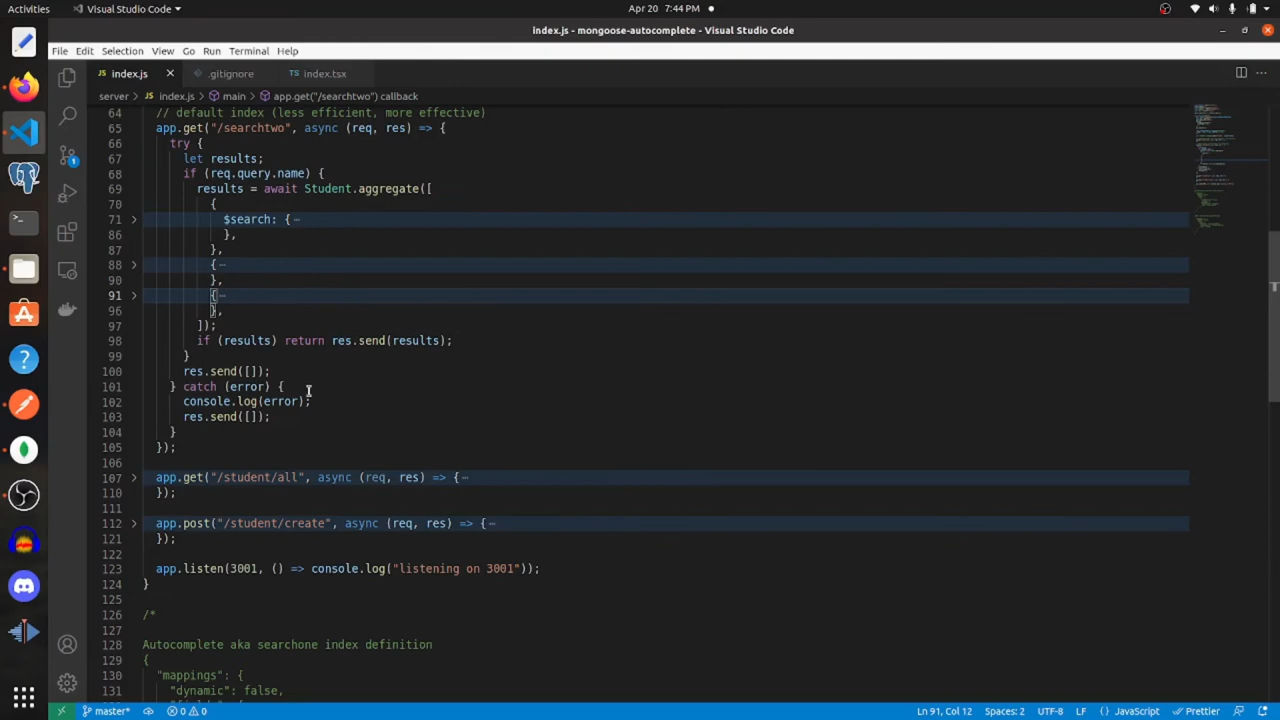 Activities
Visual Studio Code
Apr 20 7:44 PM
index.js - mongoose-autocomplete - Visual Studio Code
File Edit Selection View Go Run Terminal Help
index.js
.gitignore
index.tsx
server > index.js > main > app.get("/searchtwo") callback
64 // default index (less efficient, more effective)
65 app.get("/searchtwo", async (req, res) => {
66 try {
67 let results;
68 if (req.query.name) {
69 results = await Student.aggregate([
70 {
71 $search: {
86 },
87 },
88 {
90 },
91 {
96 },
97 ]);
98 if (results) return res.send(results);
99 }
100 res.send([]);
101 } catch (error) {
102 console.log(error);
103 res.send([]);
104 }
105 });
106
107 app.get("/student/all", async (req, res) => {
110 });
111
112 app.post("/student/create", async (req, res) => {
121 });
122
123 app.listen(3001, () => console.log("listening on 3001"));
124 }
125
126 /*
127
128 Autocomplete aka searchone index definition
129 {
130 "mappings": {
131 "dynamic": false,
1
master*
0 0
Ln 91, Col 12
Spaces: 2
UTF-8
LF
{} JavaScript
Prettier